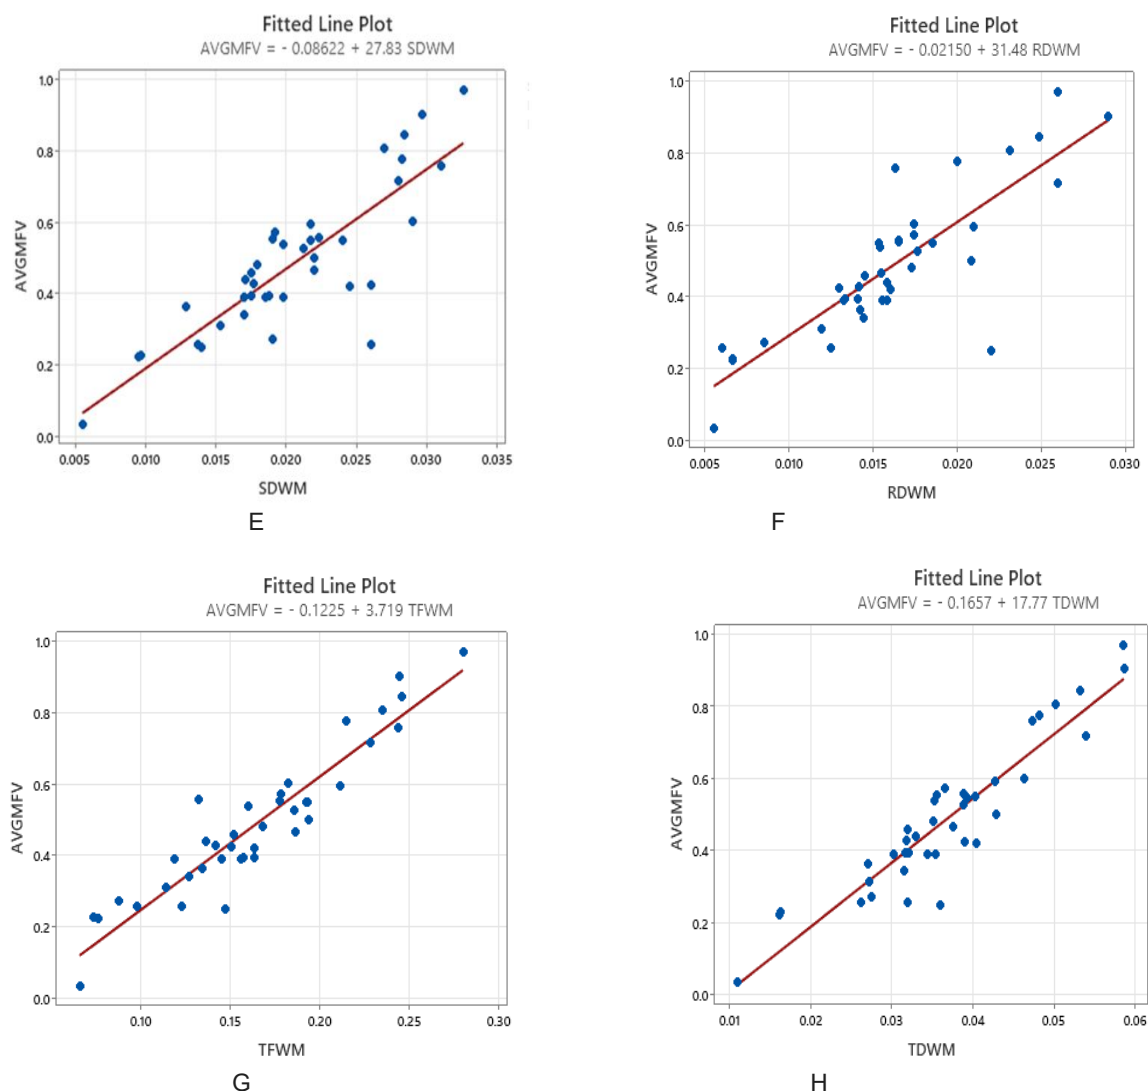 Fitted Line Plot
AVGMFV = - 0.08622 + 27.83 SDWM
1.0
0.8
0.6
0.4
0.2
0.0
AVGMFV
0.005 0.010 0.015 0.020 0.025 0.030 0.035
SDWM
E
Fitted Line Plot
AVGMFV = - 0.02150 + 31.48 RDWM
1.0
0.8
0.6
0.4
0.2
0.0
AVGMFV
0.005 0.010 0.015 0.020 0.025 0.030
RDWM
F
Fitted Line Plot
AVGMFV = - 0.1225 + 3.719 TFWM
1.0
0.8
0.6
0.4
0.2
0.0
AVGMFV
0.10 0.15 0.20 0.25 0.30
TFWM
G
Fitted Line Plot
AVGMFV = - 0.1657 + 17.77 TDWM
1.0
0.8
0.6
0.4
0.2
0.0
AVGMFV
0.01 0.02 0.03 0.04 0.05 0.06
TDWM
H